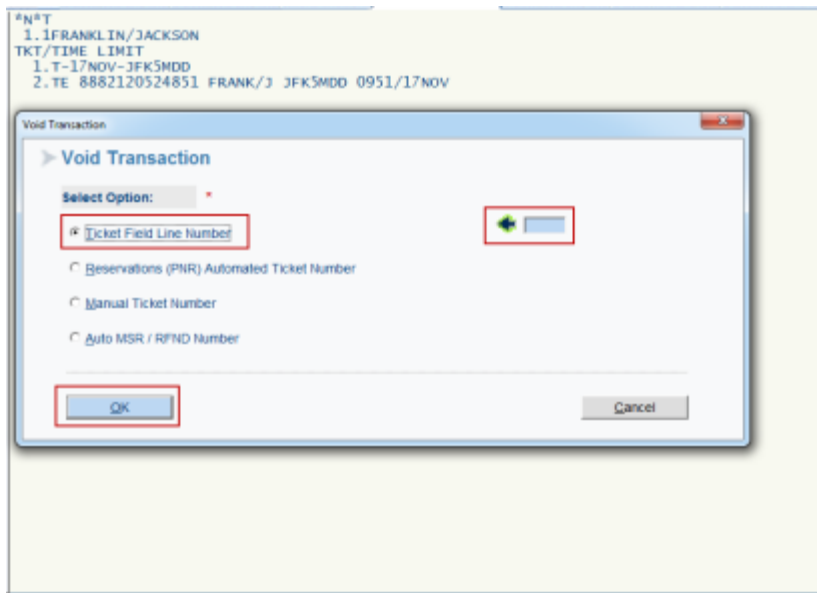 *N*T
1.1FRANKLIN/JACKSON
TKT/TIME LIMIT
1.T-17NOV-JFK5MDD
2.TE 8882120524851 FRANK/J JFK5MDD 0951/17NOV
Void Transaction
Void Transaction
Select Option: *
Ticket Field Line Number
Reservations (PNR) Automated Ticket Number
Manual Ticket Number
Auto MSR / RFND Number
OK Cancel